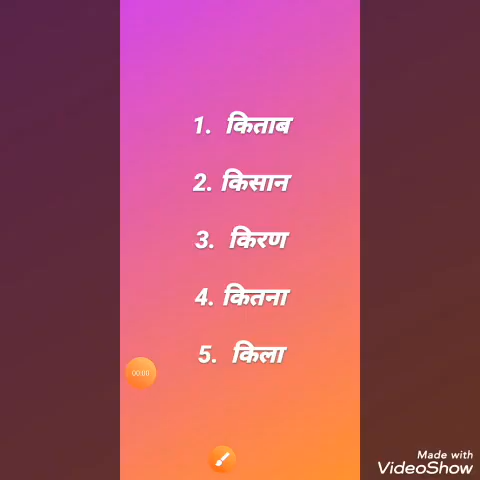 1. किताब
2. किसान
3. किरण
4. कितना
5. किला
00:00
Made with
VideoShow